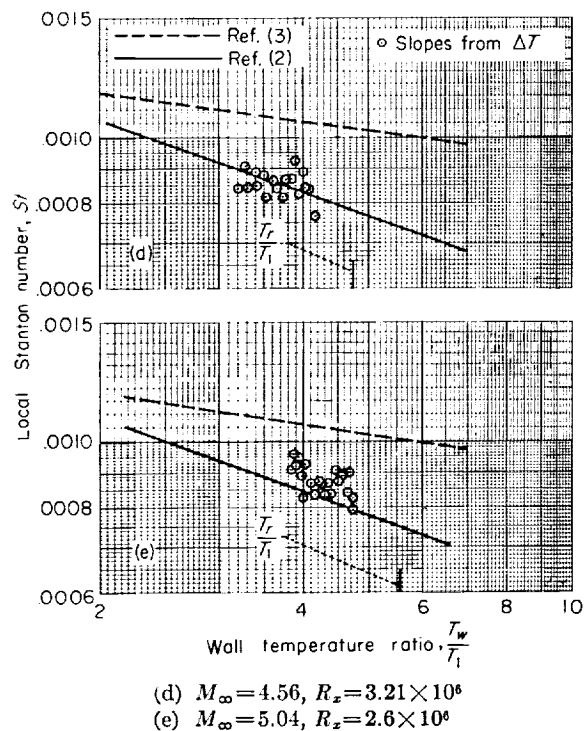 0.0015
Ref. (3)
Ref. (2)
Slopes from ΔT
.0010
.0008
.0006
(d)
T_r/T_1
.0015
.0010
.0008
.0006
(e)
T_r/T_1
Local Stanton number, St
2 4 6 8 10
Wall temperature ratio, T_w/T_1
(d) M∞=4.56, R_x=3.21×10⁶
(e) M∞=5.04, R_x=2.6×10⁶